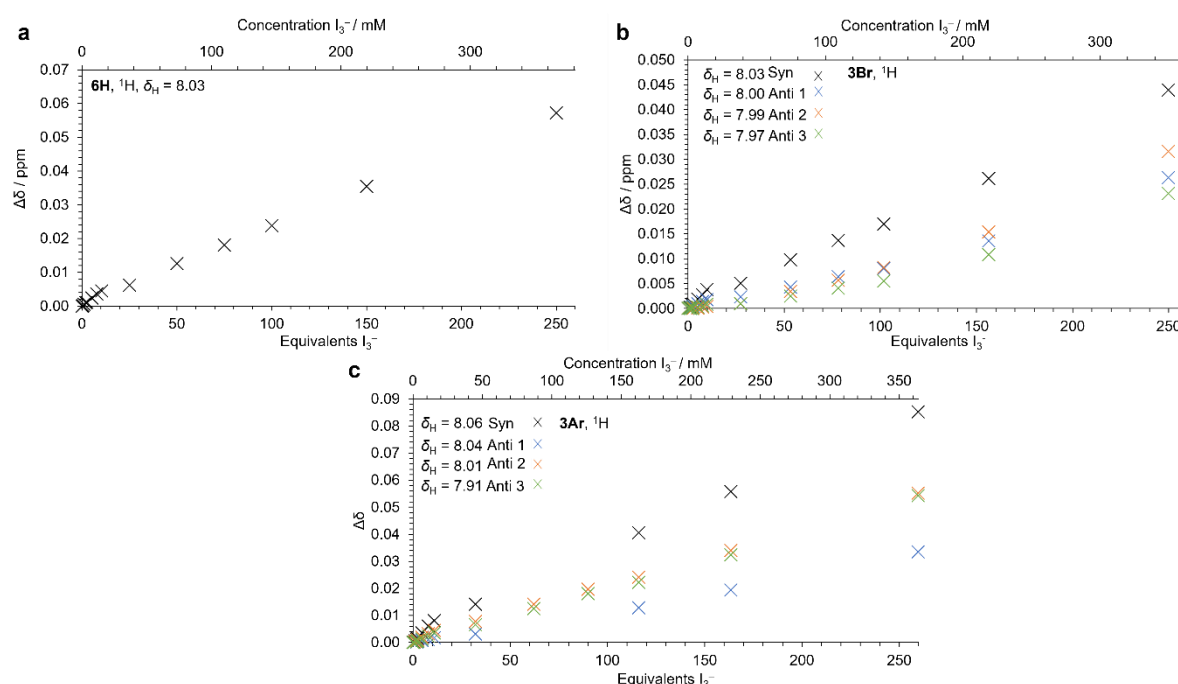 a
Concentration I₃⁻ / mM
0 100 200 300
6H, ¹H, δH = 8.03
Δδ / ppm
0.07
0.06
0.05
0.04
0.03
0.02
0.01
0.00
0 50 100 150 200 250
Equivalents I₃⁻
b
Concentration I₃⁻ / mM
0 100 200 300
δH = 8.03 Syn × 3Br, ¹H
δH = 8.00 Anti 1 ×
δH = 7.99 Anti 2 ×
δH = 7.97 Anti 3 ×
Δδ / ppm
0.050
0.045
0.040
0.035
0.030
0.025
0.020
0.015
0.010
0.005
0.000
0 50 100 150 200 250
Equivalents I₃⁻
c
Concentration I₃⁻ / mM
0 50 100 150 200 250 300 350
δH = 8.06 Syn × 3Ar, ¹H
δH = 8.04 Anti 1 ×
δH = 8.01 Anti 2 ×
δH = 7.91 Anti 3 ×
Δδ
0.09
0.08
0.07
0.06
0.05
0.04
0.03
0.02
0.01
0.00
0 50 100 150 200 250
Equivalents I₃⁻